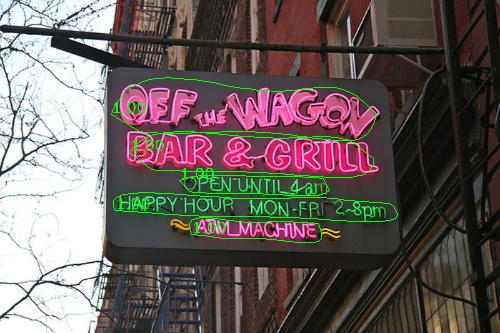 OFF THE WAGON
BAR & GRILL
OPEN UNTIL 4am
HAPPY HOUR MON-FRI 2-8pm
ATM MACHINE